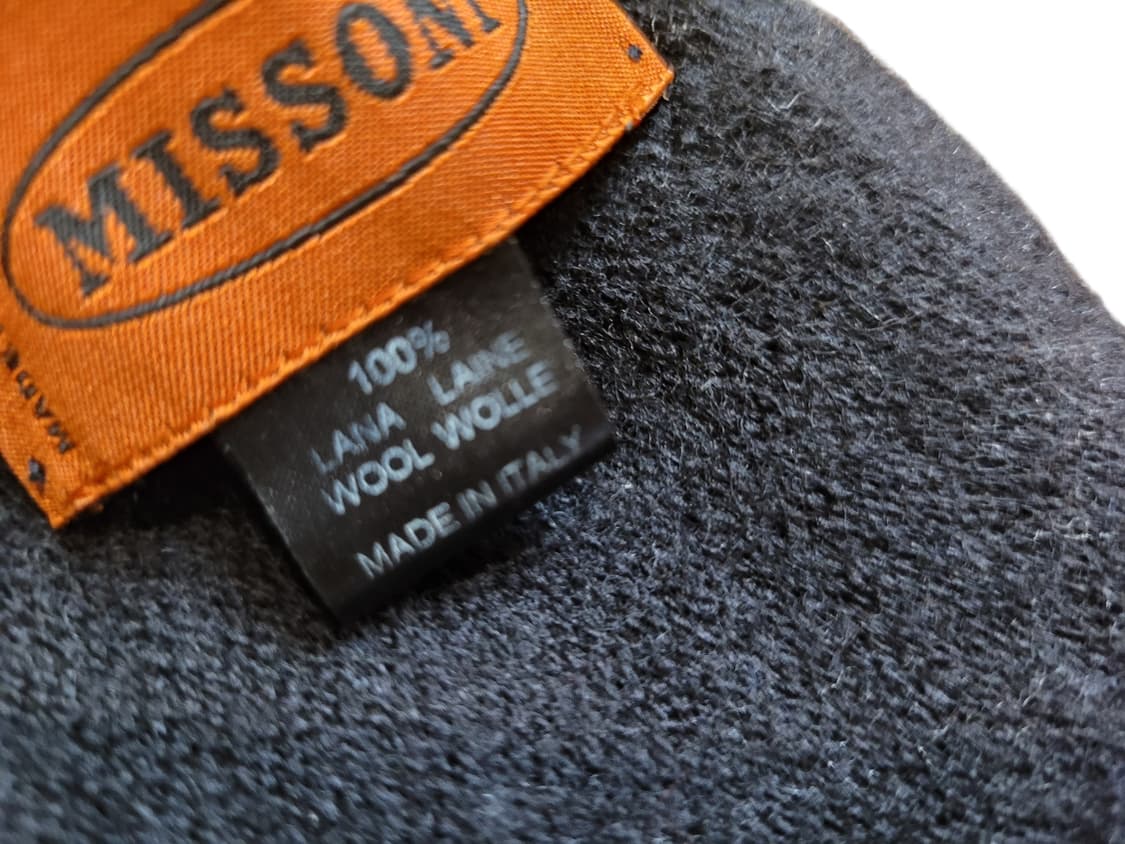 MISSONI
100%
LANA LAINE
WOOL WOLLE
MADE IN ITALY